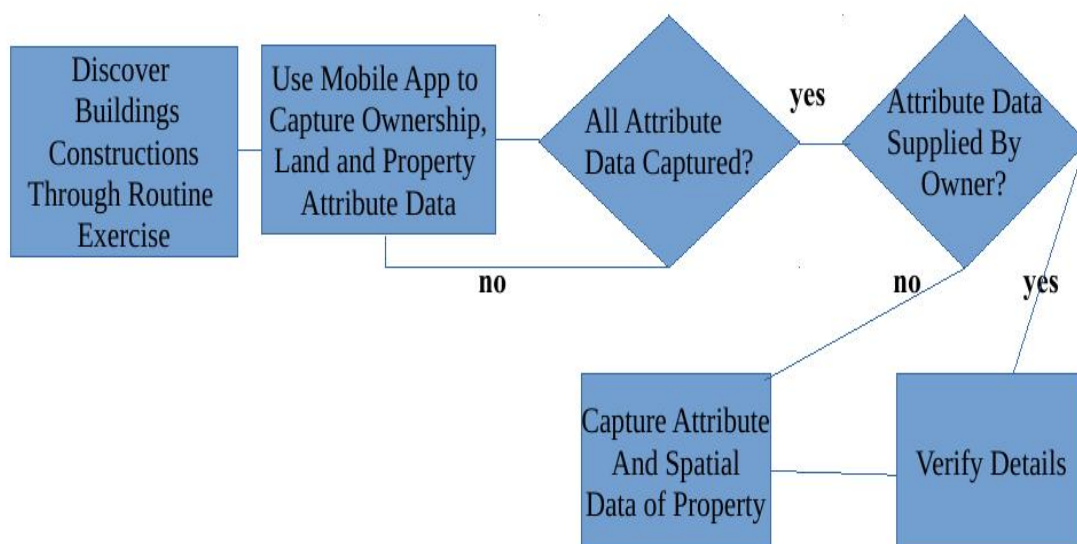 Discover
Buildings
Constructions
Through Routine
Exercise
Use Mobile App to
Capture Ownership,
Land and Property
Attribute Data
All Attribute
Data Captured?
yes
Attribute Data
Supplied By
Owner?
no
no
yes
Capture Attribute
And Spatial
Data of Property
Verify Details